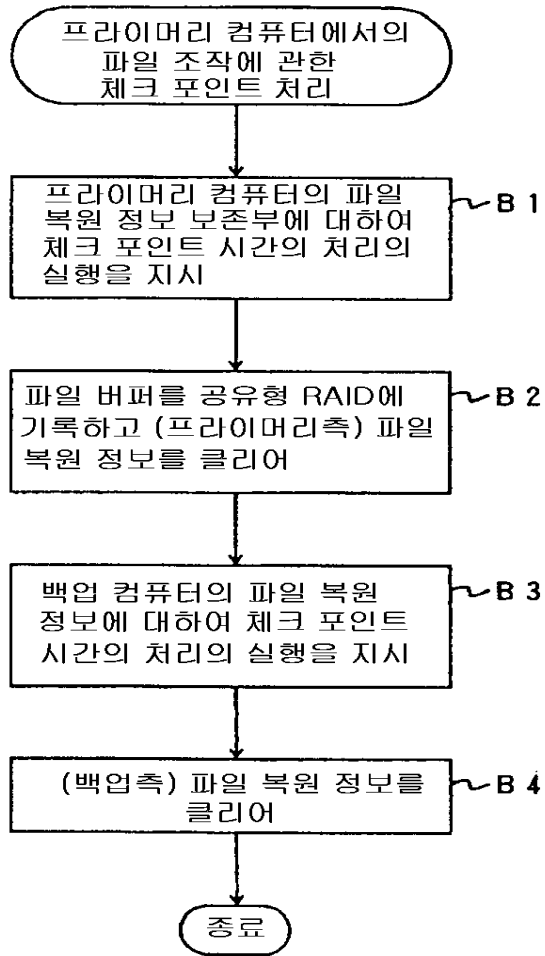 프라이머리 컴퓨터에서의
파일 조작에 관한
체크 포인트 처리
프라이머리 컴퓨터의 파일
복원 정보 보존부에 대하여
체크 포인트 시간의 처리의
실행을 지시
B 1
파일 버퍼를 공유형 RAID에
기록하고 (프라이머리측) 파일
복원 정보를 클리어
B 2
백업 컴퓨터의 파일 복원
정보에 대하여 체크 포인트
시간의 처리의 실행을 지시
B 3
(백업측) 파일 복원 정보를
클리어
B 4
종료